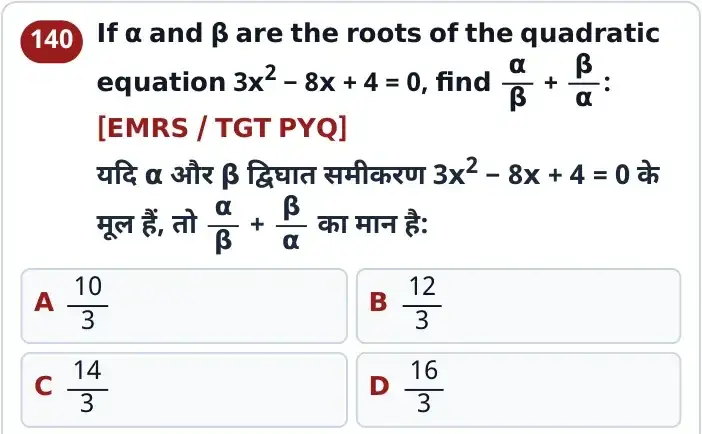 140 If α and β are the roots of the quadratic
equation 3x² − 8x + 4 = 0, find α/β + β/α:
[EMRS / TGT PYQ]
यदि α और β द्विघात समीकरण 3x² − 8x + 4 = 0 के
मूल हैं, तो α/β + β/α का मान है:
A 10/3
B 12/3
C 14/3
D 16/3